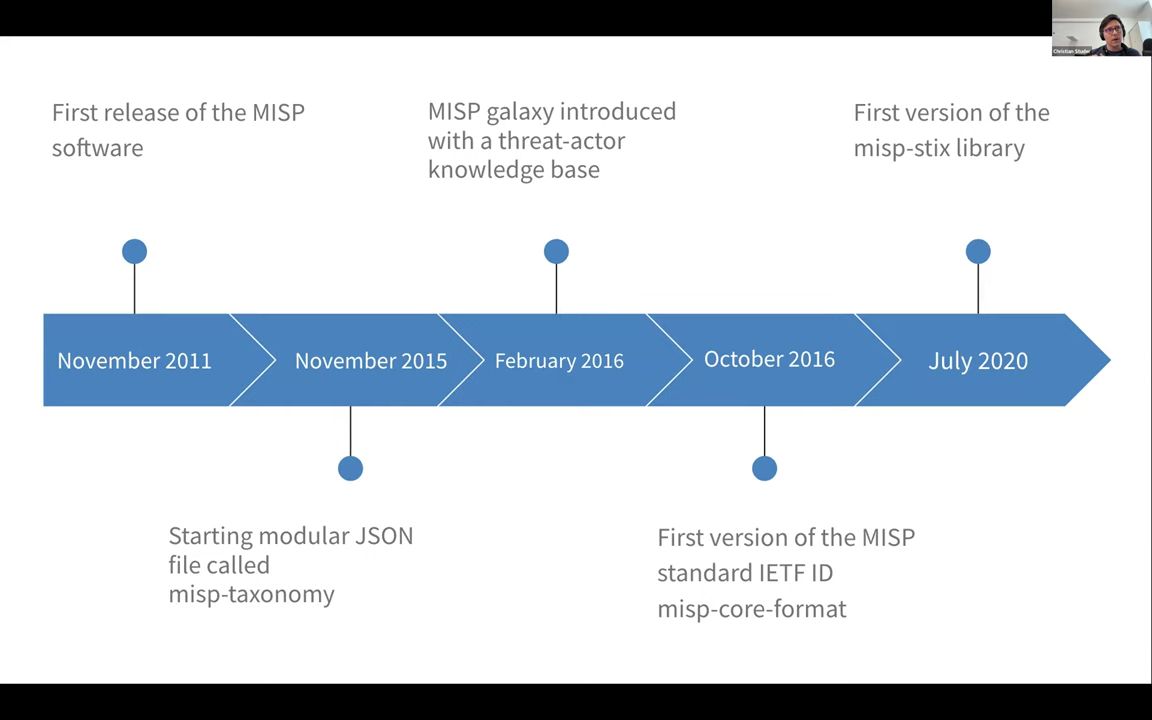 Christian Studer
First release of the MISP
software
MISP galaxy introduced
with a threat-actor
knowledge base
First version of the
misp-stix library
November 2011
November 2015
February 2016
October 2016
July 2020
Starting modular JSON
file called
misp-taxonomy
First version of the MISP
standard IETF ID
misp-core-format